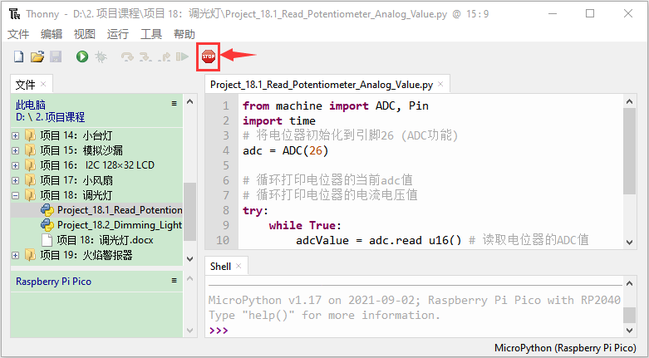 Thonny - D:\2. 项目课程\项目 18：调光灯\Project_18.1_Read_Potentiometer_Analog_Value.py @ 15 : 9
文件 编辑 视图 运行 工具 帮助
STOP
文件 ×
此电脑
D: \ 2. 项目课程
项目 14：小台灯
项目 15：模拟沙漏
项目 16： I2C 128×32 LCD
项目 17：小风扇
项目 18：调光灯
Project_18.1_Read_Potention
Project_18.2_Dimming_Light
项目 18：调光灯.docx
项目 19：火焰警报器
Raspberry Pi Pico
Project_18.1_Read_Potentiometer_Analog_Value.py ×
1 from machine import ADC, Pin
2 import time
3 # 将电位器初始化到引脚26 (ADC功能)
4 adc = ADC(26)
5
6 # 循环打印电位器的当前adc值
7 # 循环打印电位器的电流电压值
8 try:
9 while True:
10 adcValue = adc.read_u16() # 读取电位器的ADC值
Shell ×
MicroPython v1.17 on 2021-09-02; Raspberry Pi Pico with RP2040
Type "help()" for more information.
>>>
MicroPython (Raspberry Pi Pico)